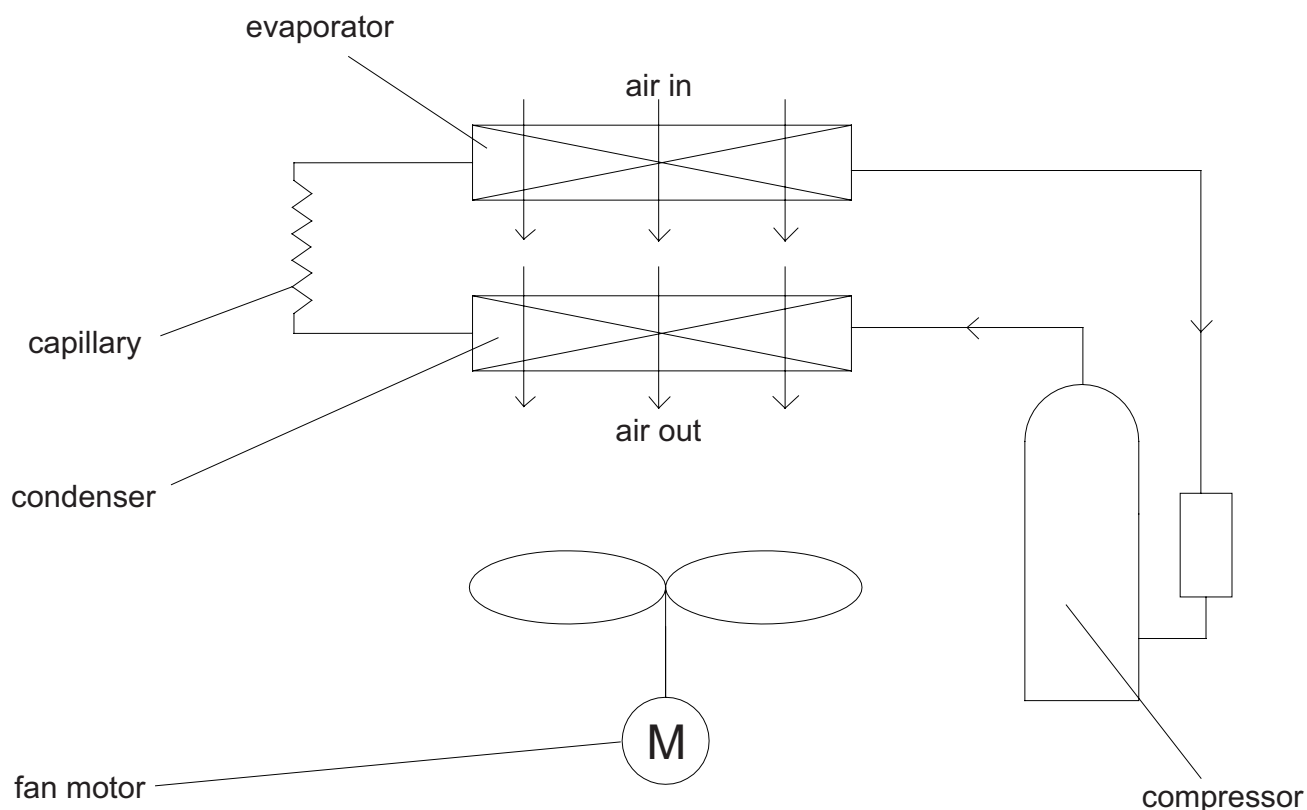 evaporator
air in
capillary
air out
condenser
M
fan motor
compressor